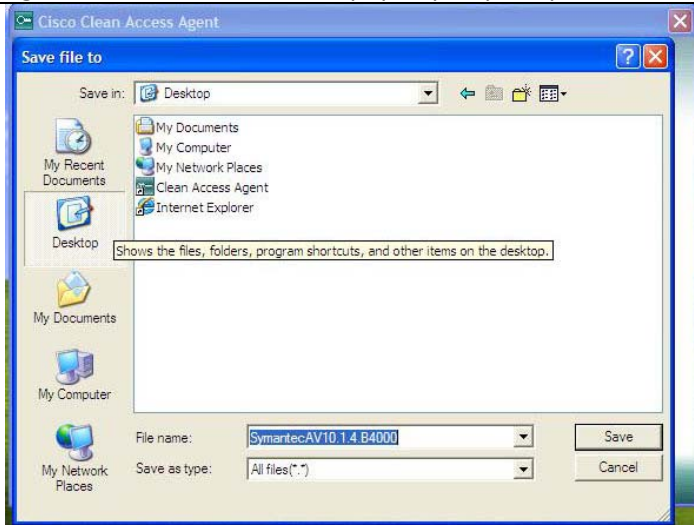 Cisco Clean Access Agent
Save file to
Save in: Desktop
My Documents
My Computer
My Network Places
Clean Access Agent
Internet Explorer
My Recent
Documents
Desktop
Shows the files, folders, program shortcuts, and other items on the desktop.
My Documents
My Computer
My Network
Places
File name: SymantecAV10.1.4.B4000 Save
Save as type: All files(*.*) Cancel